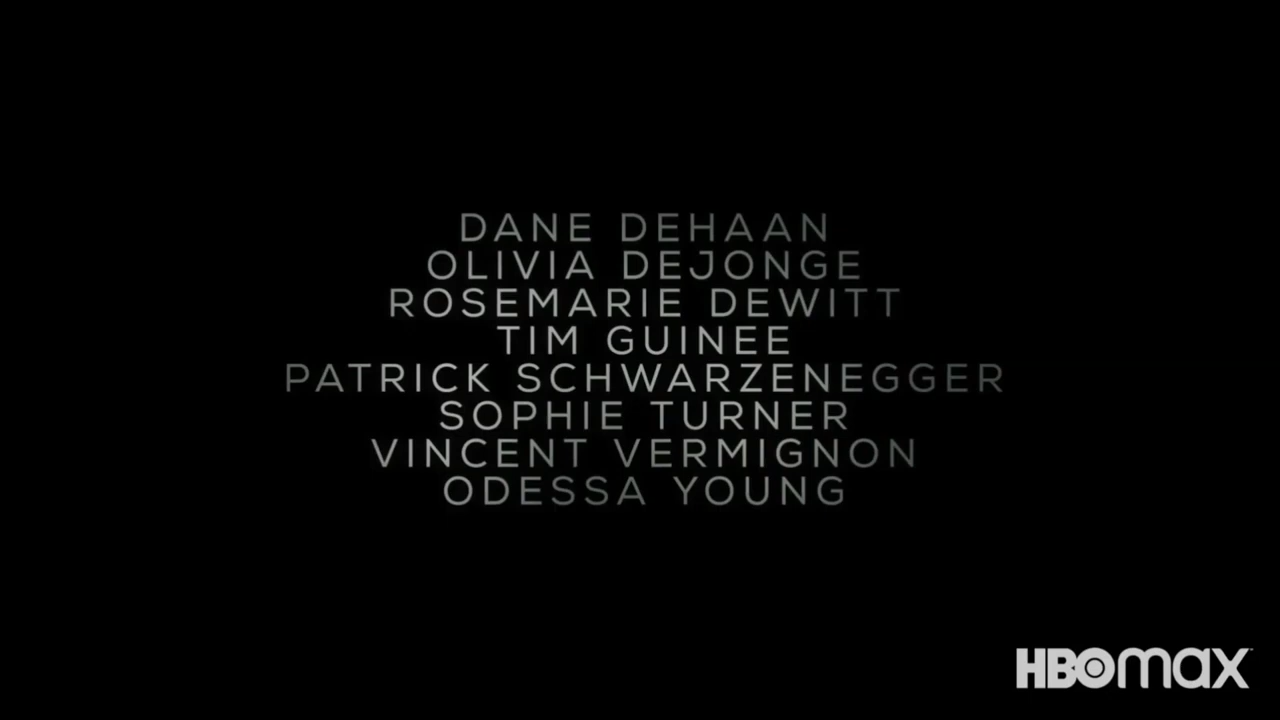 DANE DEHAAN
OLIVIA DEJONGE
ROSEMARIE DEWITT
TIM GUINEE
PATRICK SCHWARZENEGGER
SOPHIE TURNER
VINCENT VERMIGNON
ODESSA YOUNG
HBOmax